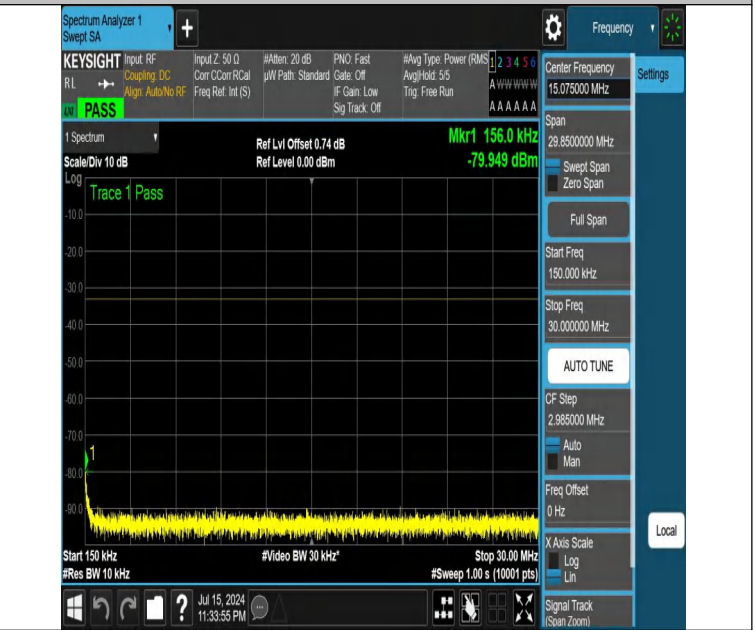 Spectrum Analyzer 1
Swept SA
+
Frequency
KEYSIGHT
RL
PASS
Input: RF
Coupling: DC
Align: Auto/No RF
Input Z: 50 Ω
Corr CCorr RCal
Freq Ref: Int (S)
#Atten: 20 dB
µW Path: Standard
PNO: Fast
Gate: Off
IF Gain: Low
Sig Track: Off
#Avg Type: Power (RMS
Avg|Hold: 5/5
Trig: Free Run
1 2 3 4 5 6
A W W W W W
A A A A A A
1 Spectrum
Scale/Div 10 dB
Ref Lvl Offset 0.74 dB
Ref Level 0.00 dBm
Mkr1 156.0 kHz
-79.949 dBm
Log
Trace 1 Pass
-10.0
-20.0
-30.0
-40.0
-50.0
-60.0
-70.0
1
-80.0
-90.0
Start 150 kHz
#Res BW 10 kHz
#Video BW 30 kHz*
Stop 30.00 MHz
#Sweep 1.00 s (10001 pts)
?
Jul 15, 2024
11:33:55 PM
Center Frequency
15.075000 MHz
Span
29.8500000 MHz
Swept Span
Zero Span
Full Span
Start Freq
150.000 kHz
Stop Freq
30.000000 MHz
AUTO TUNE
CF Step
2.985000 MHz
Auto
Man
Freq Offset
0 Hz
X Axis Scale
Log
Lin
Signal Track
(Span Zoom)
Settings
Local